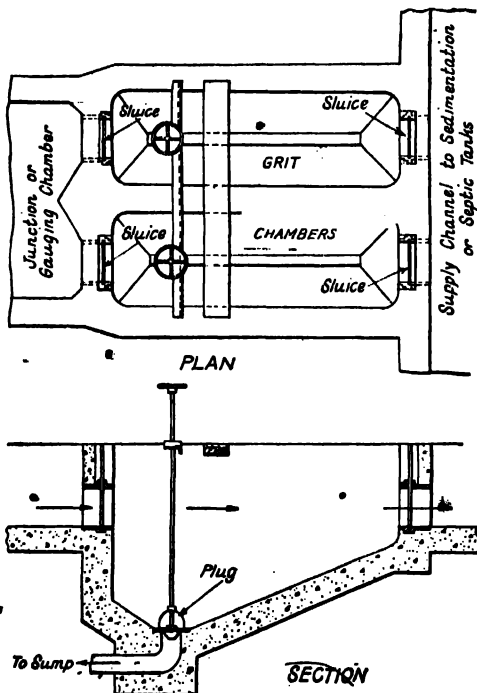 Junction or
Gauging Chamber
Sluice
Sluice
GRIT
CHAMBERS
Sluice
Sluice
Supply Channel to Sedimentation
or Septic Tanks
PLAN
Plug
To Sump
SECTION